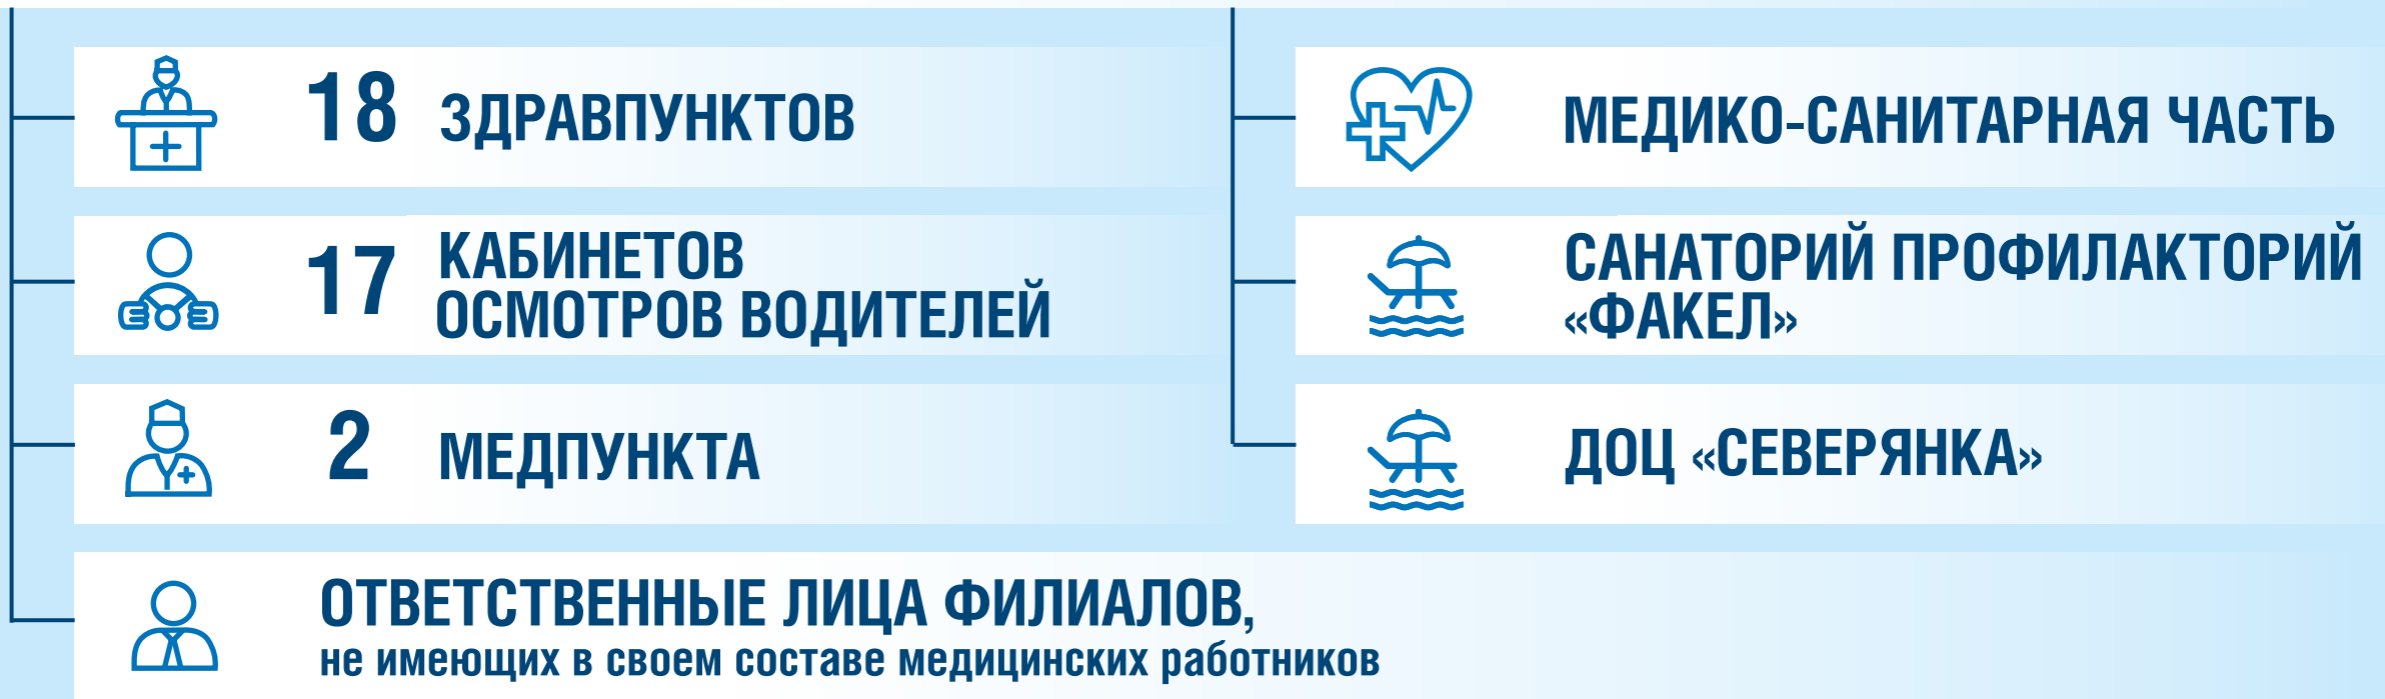 18 ЗДРАВПУНКТОВ
17 КАБИНЕТОВ
ОСМОТРОВ ВОДИТЕЛЕЙ
2 МЕДПУНКТА
ОТВЕТСТВЕННЫЕ ЛИЦА ФИЛИАЛОВ,
не имеющих в своем составе медицинских работников
МЕДИКО-САНИТАРНАЯ ЧАСТЬ
САНАТОРИЙ ПРОФИЛАКТОРИЙ
«ФАКЕЛ»
ДОЦ «СЕВЕРЯНКА»